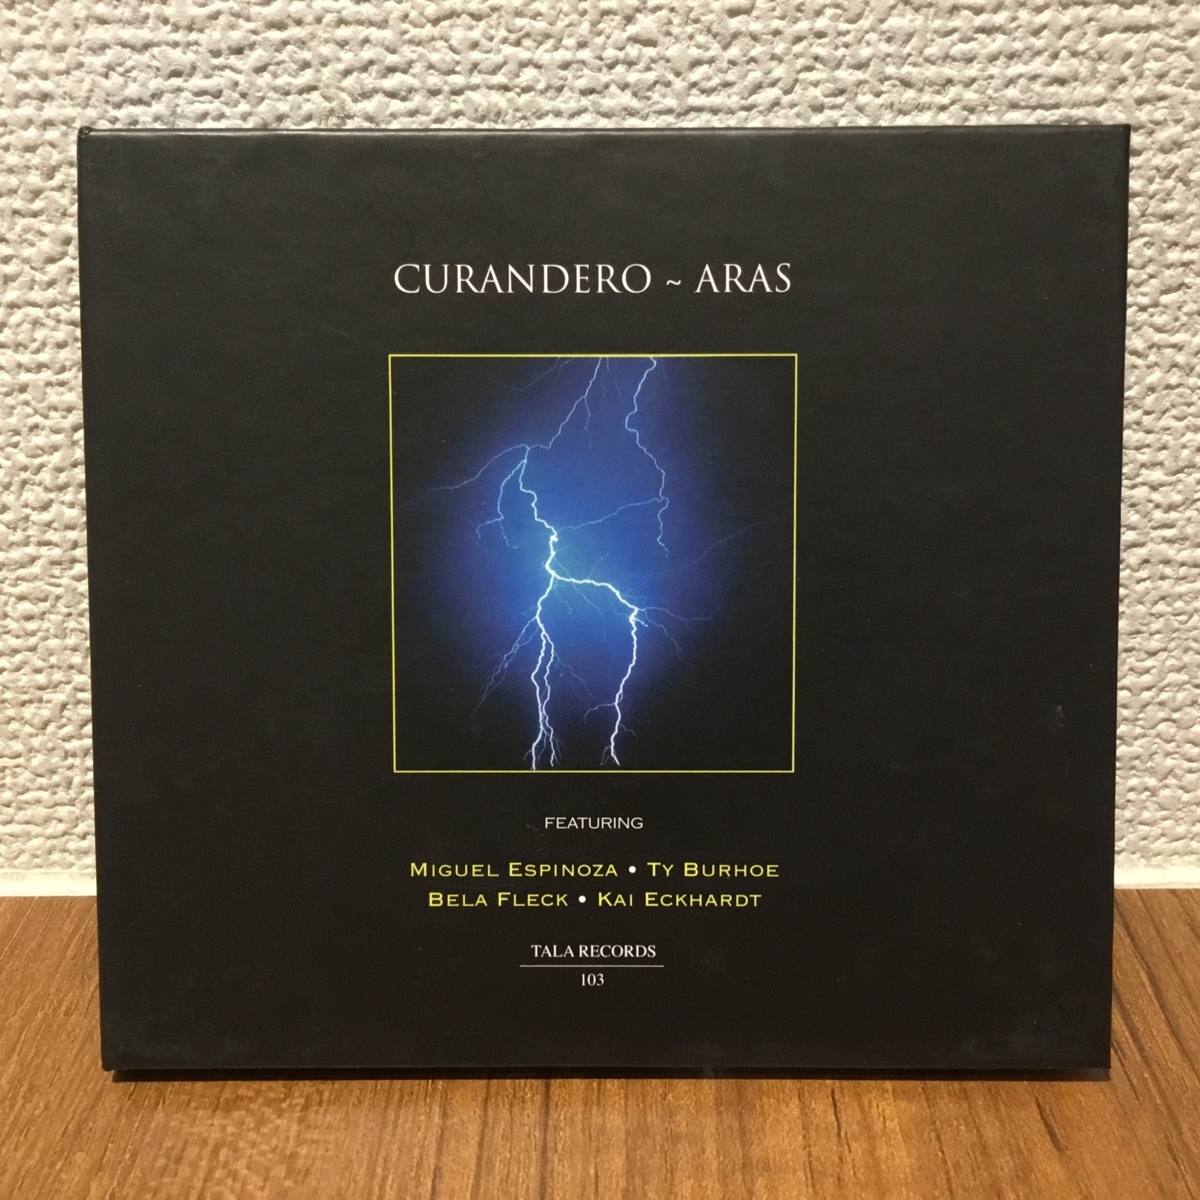 CURANDERO ~ ARAS
FEATURING
MIGUEL ESPINOZA • TY BURHOE
BELA FLECK • KAI ECKHARDT
TALA RECORDS
103